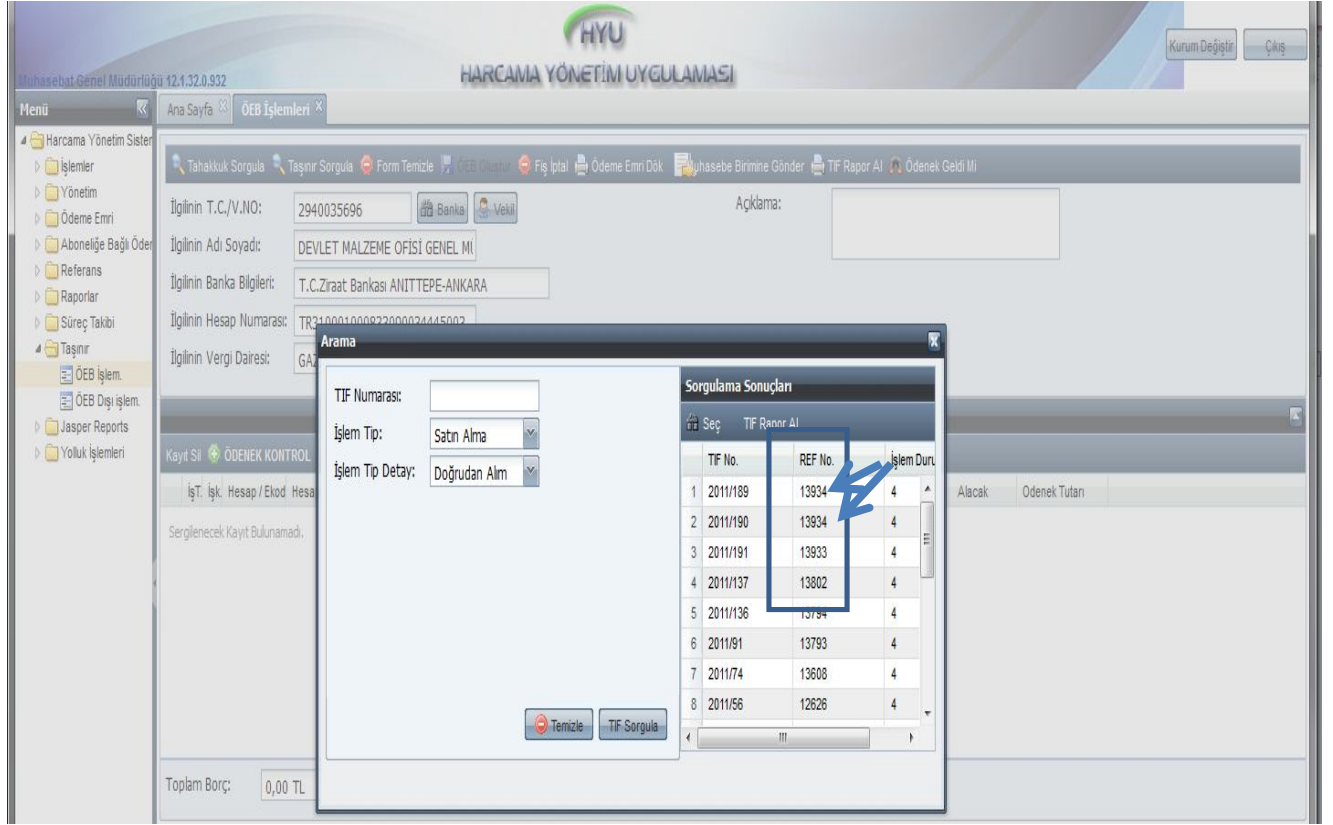 HYU
HARCAMA YÖNETİM UYGULAMASI
Kurum Değiştir Çıkış
Muhasebat Genel Müdürlüğü 12.1.32.0.932
Menü
Ana Sayfa ÖEB İşlemleri
Harcama Yönetim Sister
İşlemler
Yönetim
Ödeme Emri
Aboneliğe Bağlı Öder
Referans
Raporlar
Süreç Takibi
Taşınır
ÖEB İşlem.
ÖEB Dışı işlem.
Jasper Reports
Yolluk İşlemleri
Tahakkuk Sorgula Taşınır Sorgula Form Temizle ÖEB Oluştur Fiş İptal Ödeme Emri Dök Muhasebe Birimine Gönder TIF Rapor Al Ödenek Geldi Mi
İlgilinin T.C./V.NO: 2940035696 Banka Vekil Açıklama:
İlgilinin Adı Soyadı: DEVLET MALZEME OFİSİ GENEL MÜ
İlgilinin Banka Bilgileri: T.C.Ziraat Bankası ANITTEPE-ANKARA
İlgilinin Hesap Numarası:
İlgilinin Vergi Dairesi: GAZ
Kayıt Sil ÖDENEK KONTROL
İşT. İşk. Hesap / Ekod Hesa Alacak Odenek Tutarı
Sergilenecek Kayıt Bulunamadı.
Toplam Borç: 0,00 TL
Arama
TIF Numarası:
İşlem Tip: Satın Alma
İşlem Tip Detay: Doğrudan Alım
Temizle TIF Sorgula
Sorgulama Sonuçları
Seç TIF Rapor Al
TIF No. REF No. İşlem Duru
1 2011/189 13934 4
2 2011/190 13934 4
3 2011/191 13933 4
4 2011/137 13802 4
5 2011/136 13794 4
6 2011/91 13793 4
7 2011/74 13608 4
8 2011/56 12626 4